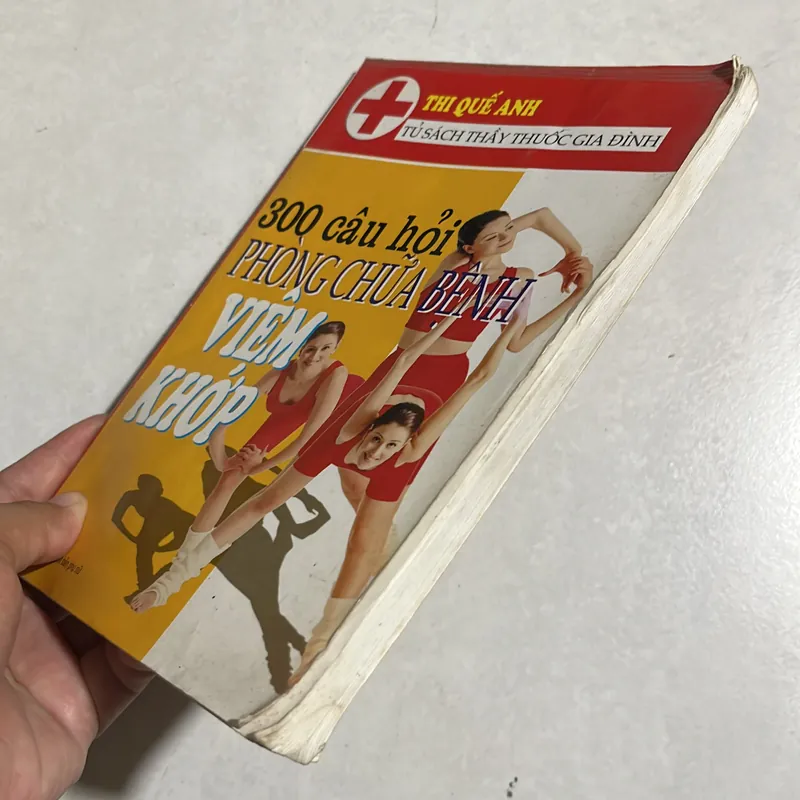 THI QUẾ ANH
TỦ SÁCH THẦY THUỐC GIA ĐÌNH
300 câu hỏi
PHÒNG CHỮA BỆNH
VIÊM
KHỚP